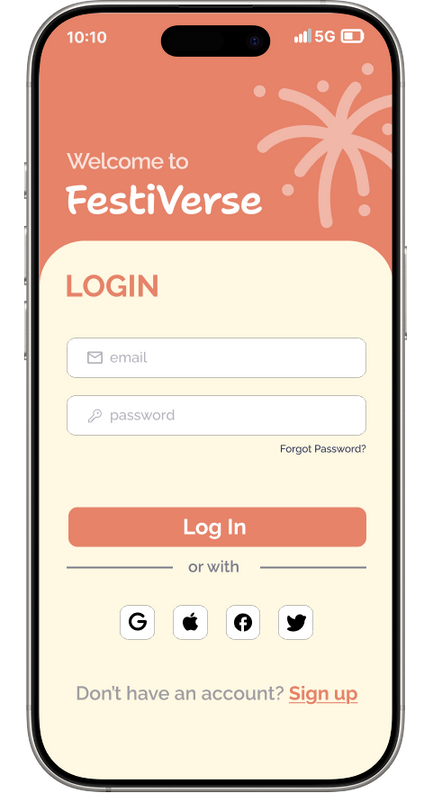 10:10 5G
Welcome to
FestiVerse
LOGIN
email
password
Forgot Password?
Log In
or with
Don't have an account? Sign up